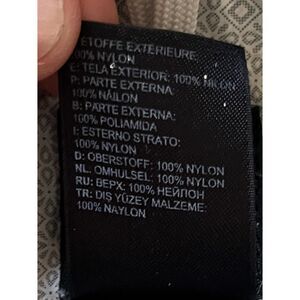 ETOFFE EXTERIEURE:
100% NYLON
E: TELA EXTERIOR: 100% NILON
P: PARTE EXTERNA:
100% NÁILON
B: PARTE EXTERNA:
100% POLIAMIDA
I: ESTERNO STRATO:
100% NYLON
D: OBERSTOFF: 100% NYLON
NL. OMHULSEL: 100% NYLON
RU: ВЕРХ: 100% НЕЙЛОН
TR: DIŞ YÜZEY MALZEME:
100% NAYLON